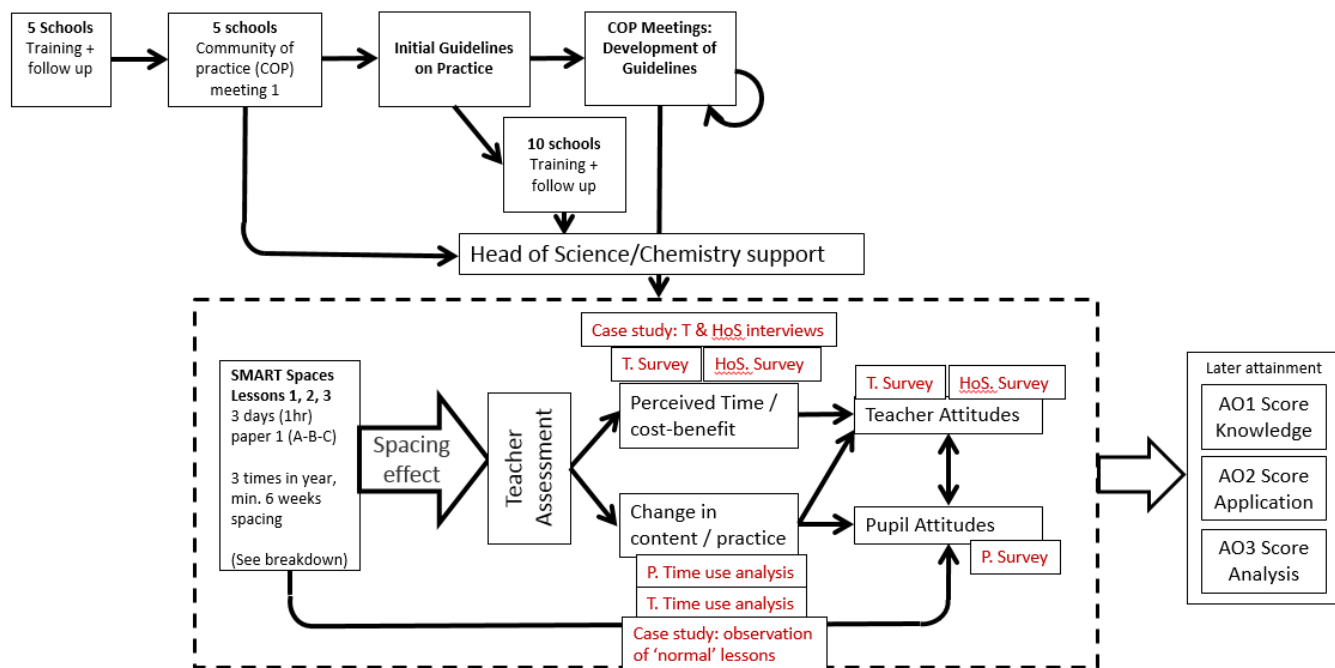 5 Schools
Training +
follow up
5 schools
Community of
practice (COP)
meeting 1
Initial Guidelines
on Practice
COP Meetings:
Development of
Guidelines
10 schools
Training +
follow up
Head of Science/Chemistry support
Case study: T & HoS interviews
T. Survey
HoS. Survey
SMART Spaces
Lessons 1, 2, 3
3 days (1hr)
paper 1 (A-B-C)
3 times in year,
min. 6 weeks
spacing
(See breakdown)
Spacing
effect
Teacher
Assessment
Perceived Time /
cost-benefit
Change in
content / practice
P. Time use analysis
T. Time use analysis
Case study: observation
of ‘normal’ lessons
T. Survey
HoS. Survey
Teacher Attitudes
Pupil Attitudes
P. Survey
Later attainment
AO1 Score
Knowledge
AO2 Score
Application
AO3 Score
Analysis